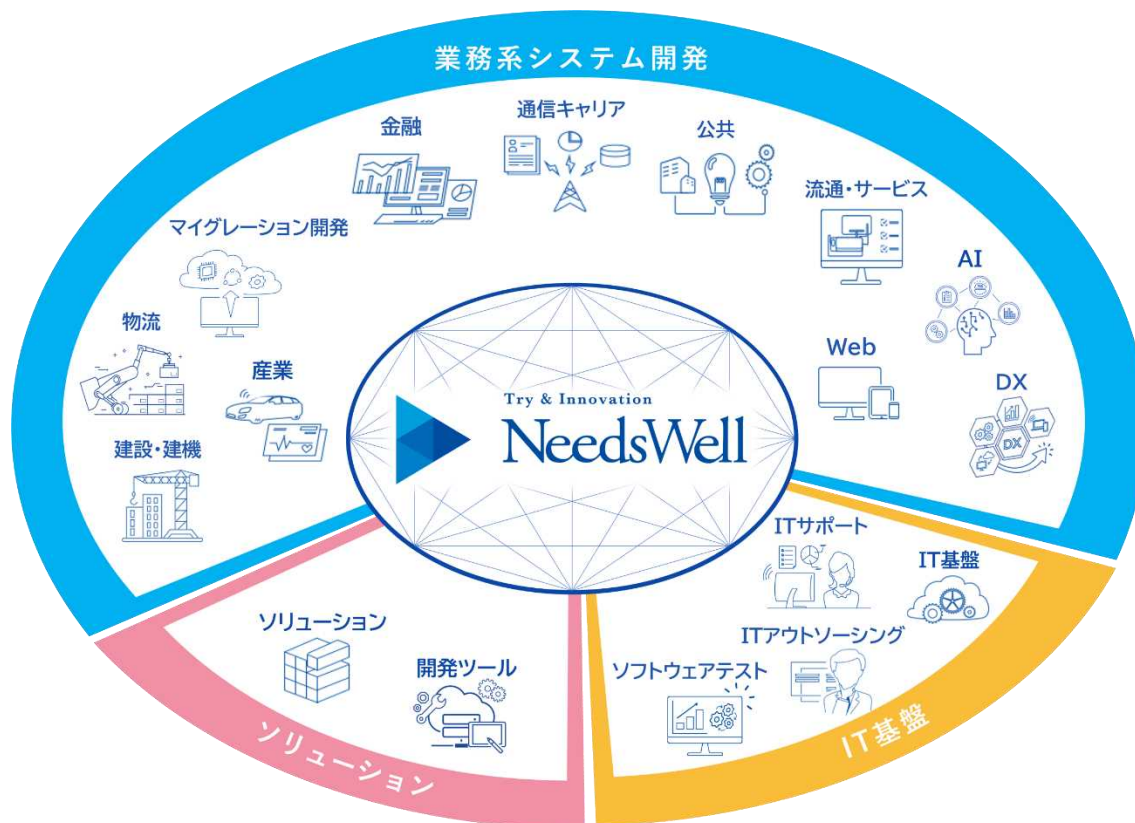 業務系システム開発
通信キャリア
金融
公共
流通・サービス
マイグレーション開発
AI
物流
Web
産業
DX
DX
Try & Innovation
NeedsWell
建設・建機
ITサポート
IT基盤
ソリューション
ITアウトソーシング
開発ツール
ソフトウェアテスト
ソリューション
IT基盤